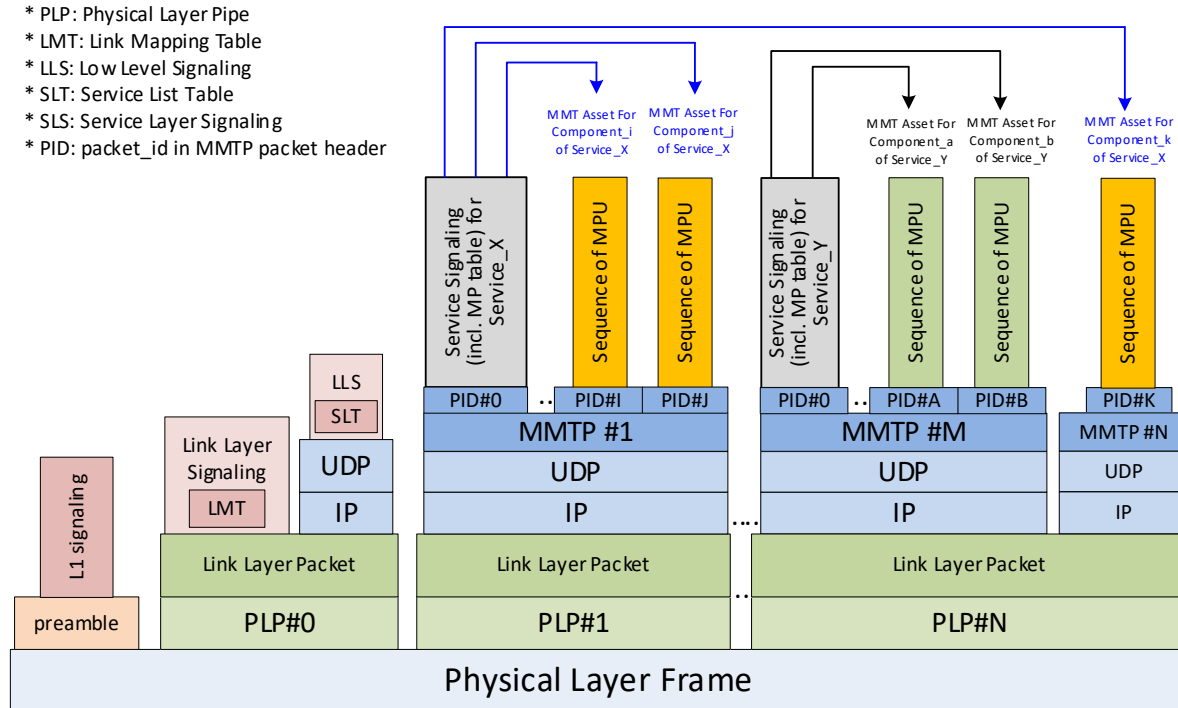 * PLP: Physical Layer Pipe
* LMT: Link Mapping Table
* LLS: Low Level Signaling
* SLT: Service List Table
* SLS: Service Layer Signaling
* PID: packet_id in MMTP packet header
MMT Asset For
Component_i
of Service_X
MMT Asset For
Component_j
of Service_X
MMT Asset For
Component_a
of Service_Y
MMT Asset For
Component_b
of Service_Y
MMT Asset For
Component_k
of Service_X
Service Signaling
(incl. MP table) for
Service_X
Sequence of MPU
Sequence of MPU
Service Signaling
(incl. MP table) for
Service_Y
Sequence of MPU
Sequence of MPU
Sequence of MPU
LLS
SLT
PID#0
..
PID#I
PID#J
PID#0
..
PID#A
PID#B
PID#K
MMTP #1
MMTP #M
MMTP #N
Link Layer
Signaling
LMT
UDP
UDP
UDP
UDP
IP
IP
....
IP
IP
L1 signaling
Link Layer Packet
Link Layer Packet
Link Layer Packet
preamble
PLP#0
PLP#1
..
PLP#N
Physical Layer Frame